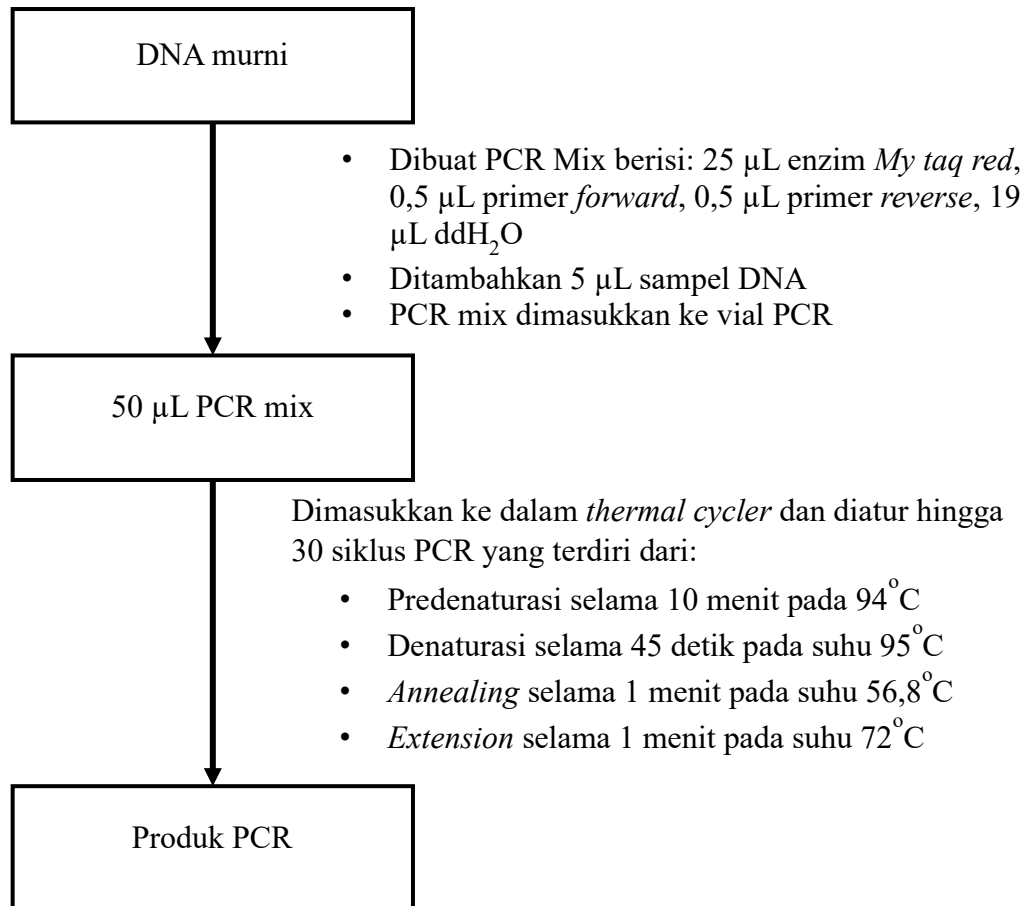 DNA murni
• Dibuat PCR Mix berisi: 25 µL enzim My taq red,
0,5 µL primer forward, 0,5 µL primer reverse, 19
µL ddH₂O
• Ditambahkan 5 µL sampel DNA
• PCR mix dimasukkan ke vial PCR
50 µL PCR mix
Dimasukkan ke dalam thermal cycler dan diatur hingga
30 siklus PCR yang terdiri dari:
• Predenaturasi selama 10 menit pada 94°C
• Denaturasi selama 45 detik pada suhu 95°C
• Annealing selama 1 menit pada suhu 56,8°C
• Extension selama 1 menit pada suhu 72°C
Produk PCR